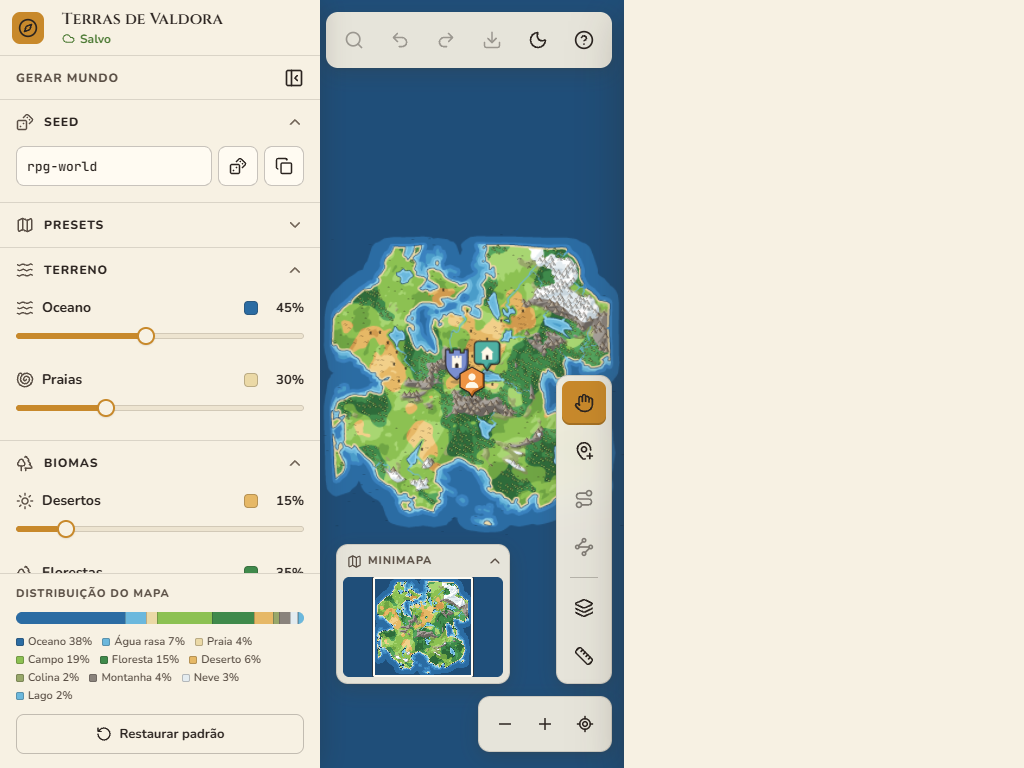 Terras de Valdora
Salvo
GERAR MUNDO
SEED
rpg-world
PRESETS
TERRENO
Oceano 45%
Praias 30%
BIOMAS
Desertos 15%
Florestas 35%
DISTRIBUIÇÃO DO MAPA
Oceano 38% Água rasa 7% Praia 4%
Campo 19% Floresta 15% Deserto 6%
Colina 2% Montanha 4% Neve 3%
Lago 2%
Restaurar padrão
MINIMAPA